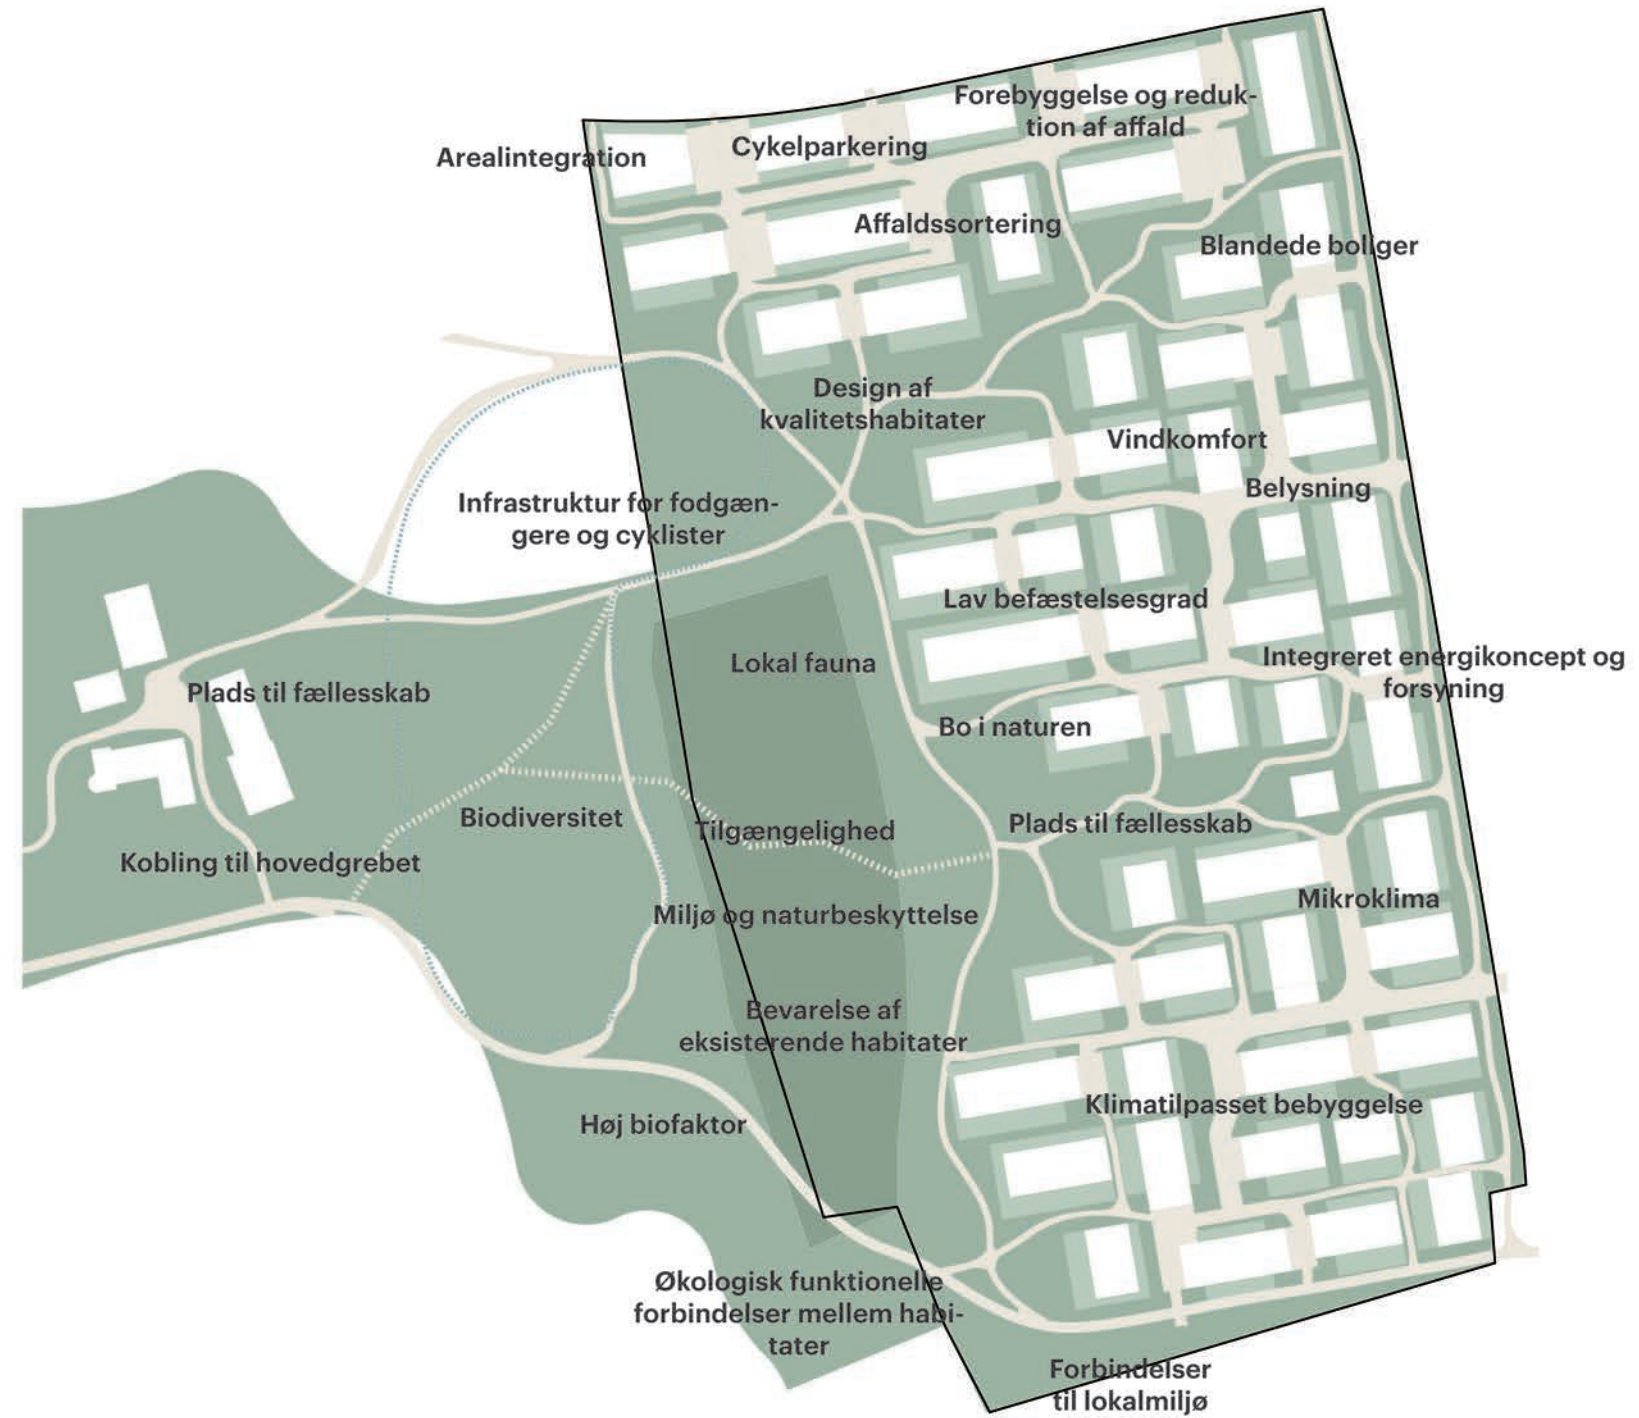 Forebyggelse og reduk-
tion af affald
Cykelparkering
Arealintegration
Affaldssortering
Blandede boliger
Design af
kvalitetshabitater
Vindkomfort
Belysning
Infrastruktur for fodgæn-
gere og cyklister
Lav befæstelsesgrad
Lokal fauna
Integreret energikoncept og
forsyning
Plads til fællesskab
Bo i naturen
Biodiversitet
Tilgængelighed
Plads til fællesskab
Kobling til hovedgrebet
Mikroklima
Miljø og naturbeskyttelse
Bevarelse af
eksisterende habitater
Klimatilpasset bebyggelse
Høj biofaktor
Økologisk funktionelle
forbindelser mellem habi-
tater
Forbindelser
til lokalmiljø